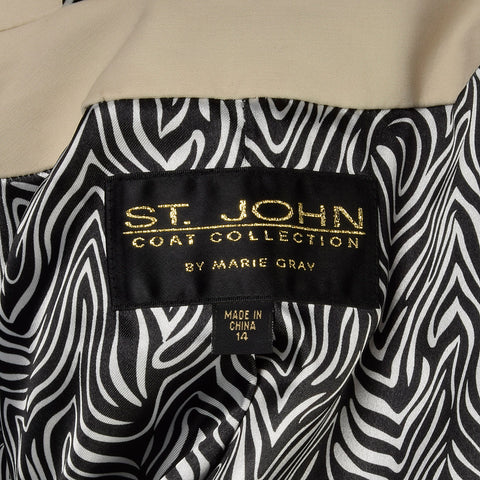 ST. JOHN
COAT COLLECTION
BY MARIE GRAY
MADE IN
CHINA
14